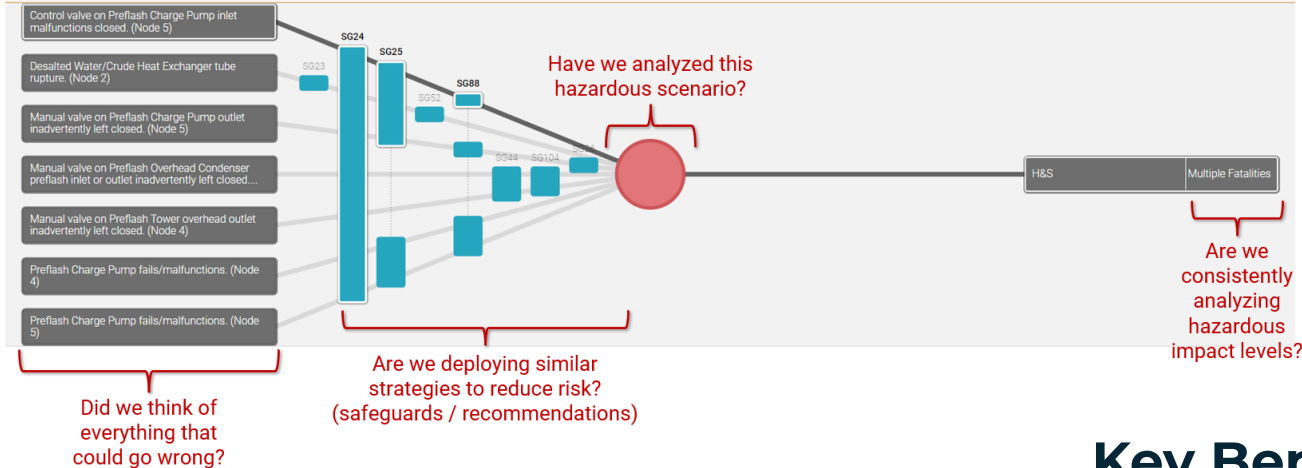 Control valve on Preflash Charge Pump inlet
malfunctions closed. (Node 5)
Desalted Water/Crude Heat Exchanger tube
rupture. (Node 2)
Manual valve on Preflash Charge Pump outlet
inadvertently left closed. (Node 5)
Manual valve on Preflash Overhead Condenser
preflash inlet or outlet inadvertently left closed....
Manual valve on Preflash Tower overhead outlet
inadvertently left closed. (Node 4)
Preflash Charge Pump fails/malfunctions. (Node
4)
Preflash Charge Pump fails/malfunctions. (Node
5)
SG23
SG24
SG25
SG52
SG88
SG44
SG104
Have we analyzed this
hazardous scenario?
H&S
Multiple Fatalities
Are we
consistently
analyzing
hazardous
impact levels?
Are we deploying similar
strategies to reduce risk?
(safeguards / recommendations)
Did we think of
everything that
could go wrong?
Key